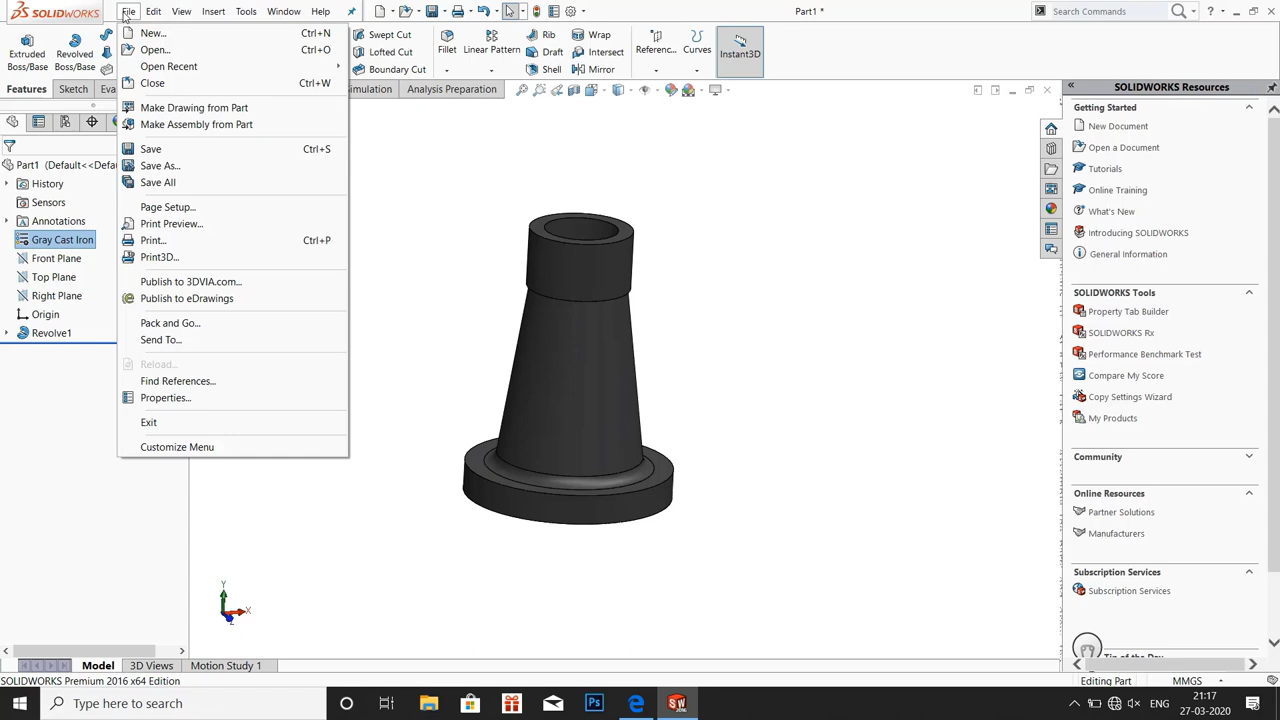 SOLIDWORKS File Edit View Insert Tools Window Help Part1 * Search Commands
Extruded Boss/Base
Revolved Boss/Base
Swept Cut
Lofted Cut
Boundary Cut
Fillet
Linear Pattern
Rib
Draft
Shell
Wrap
Intersect
Mirror
Referenc...
Curves
Instant3D
Features Sketch Eva imulation Analysis Preparation
New... Ctrl+N
Open... Ctrl+O
Open Recent
Close Ctrl+W
Make Drawing from Part
Make Assembly from Part
Save Ctrl+S
Save As...
Save All
Page Setup...
Print Preview...
Print... Ctrl+P
Print3D...
Publish to 3DVIA.com...
Publish to eDrawings
Pack and Go...
Send To...
Reload...
Find References...
Properties...
Exit
Customize Menu
Part1 (Default<<Defau
History
Sensors
Annotations
Gray Cast Iron
Front Plane
Top Plane
Right Plane
Origin
Revolve1
Y
X
Z
SOLIDWORKS Resources
Getting Started
New Document
Open a Document
Tutorials
Online Training
What's New
Introducing SOLIDWORKS
General Information
SOLIDWORKS Tools
Property Tab Builder
SOLIDWORKS Rx
Performance Benchmark Test
Compare My Score
Copy Settings Wizard
My Products
Community
Online Resources
Partner Solutions
Manufacturers
Subscription Services
Subscription Services
Tip of the Day
Model 3D Views Motion Study 1
SOLIDWORKS Premium 2016 x64 Edition Editing Part MMGS
Type here to search
ENG
21:17
27-03-2020